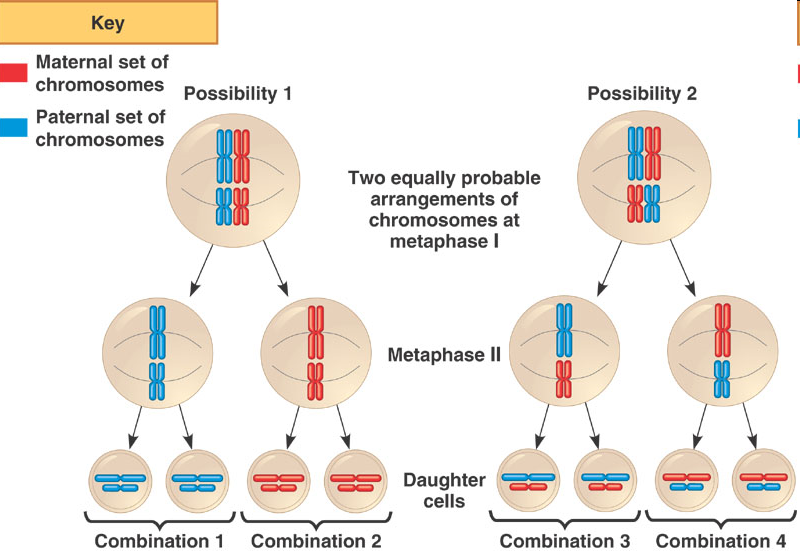 Key
Maternal set of
chromosomes
Paternal set of
chromosomes
Possibility 1
Possibility 2
Two equally probable
arrangements of
chromosomes at
metaphase I
Metaphase II
Daughter
cells
Combination 1
Combination 2
Combination 3
Combination 4